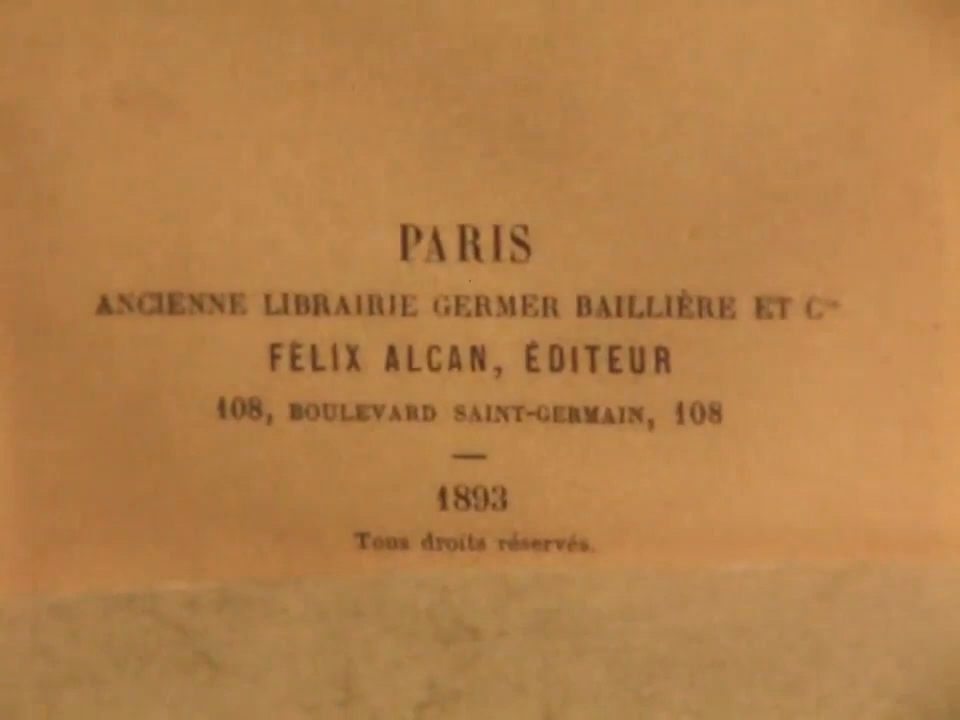 PARIS
ANCIENNE LIBRAIRIE GERMER BAILLIÈRE ET Cie
FÉLIX ALCAN, ÉDITEUR
108, BOULEVARD SAINT-GERMAIN, 108
—
1893
Tous droits réservés.